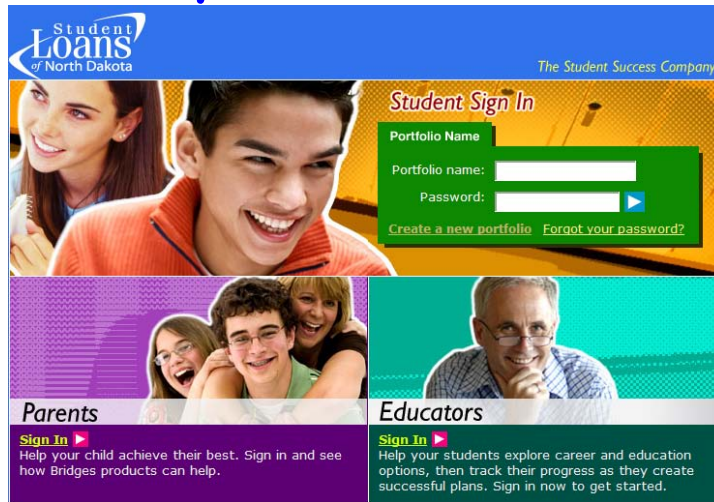 Student
Loans
of North Dakota
The Student Success Company
Student Sign In
Portfolio Name
Portfolio name:
Password:
Create a new portfolio Forgot your password?
Parents
Sign In
Help your child achieve their best. Sign in and see
how Bridges products can help.
Educators
Sign In
Help your students explore career and education
options, then track their progress as they create
successful plans. Sign in now to get started.